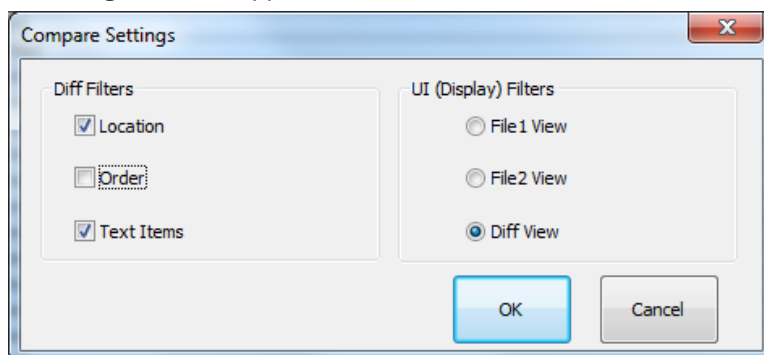 Compare Settings
Diff Filters
Location
Order
Text Items
UI (Display) Filters
File1 View
File2 View
Diff View
OK
Cancel